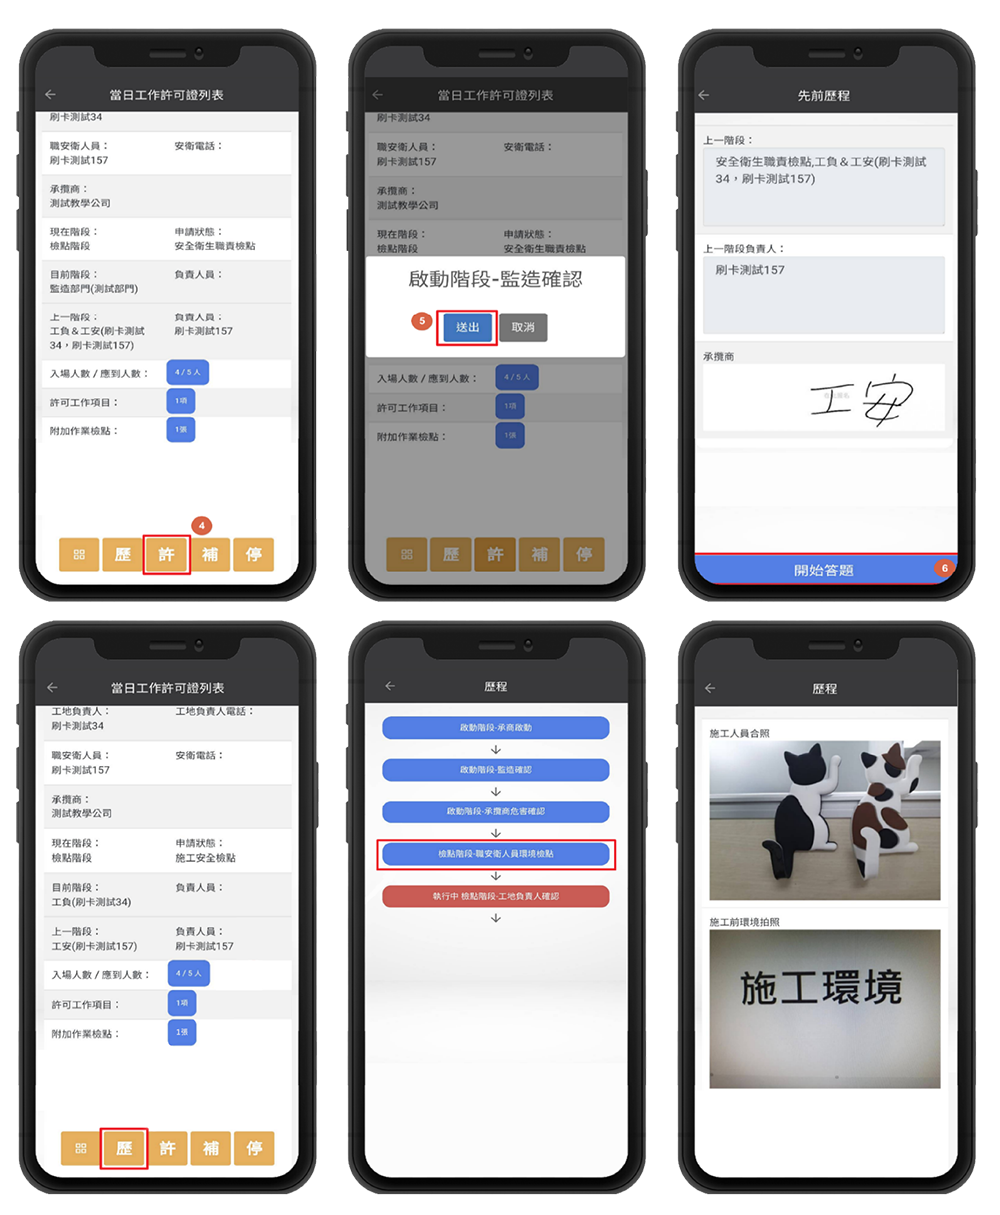 當日工作許可證列表
刷卡測試34
職安衛人員：
安衛電話：
刷卡測試157
承攬商：
測試教學公司
現在階段：
申請狀態：
檢點階段
安全衛生職責檢點
目前階段：
負責人員：
監造部門(測試部門)
上一階段：
負責人員：
工負＆工安(刷卡測試
刷卡測試157
34，刷卡測試157)
入場人數 / 應到人數：
4 / 5 人
許可工作項目：
1項
附加作業檢點：
1張
4
歷
許
補
停
當日工作許可證列表
刷卡測試34
職安衛人員：
安衛電話：
刷卡測試157
承攬商：
測試教學公司
現在階段：
申請狀態：
檢點階段
安全衛生職責檢點
啟動階段-監造確認
5
送出
取消
入場人數 / 應到人數：
4 / 5 人
許可工作項目：
1項
附加作業檢點：
1張
歷
許
補
停
先前歷程
上一階段：
安全衛生職責檢點,工負＆工安(刷卡測試
34，刷卡測試157)
上一階段負責人：
刷卡測試157
承攬商
工安
開始答題
6
當日工作許可證列表
工地負責人：
工地負責人電話：
刷卡測試34
職安衛人員：
安衛電話：
刷卡測試157
承攬商：
測試教學公司
現在階段：
申請狀態：
檢點階段
施工安全檢點
目前階段：
負責人員：
工負(刷卡測試34)
上一階段：
負責人員：
工安(刷卡測試157)
刷卡測試157
入場人數 / 應到人數：
4 / 5 人
許可工作項目：
1項
附加作業檢點：
1張
歷
許
補
停
歷程
啟動階段-承商啟動
啟動階段-監造確認
啟動階段-承攬商危害確認
檢點階段-職安衛人員環境檢點
執行中 檢點階段-工地負責人確認
歷程
施工人員合照
施工前環境拍照
施工環境